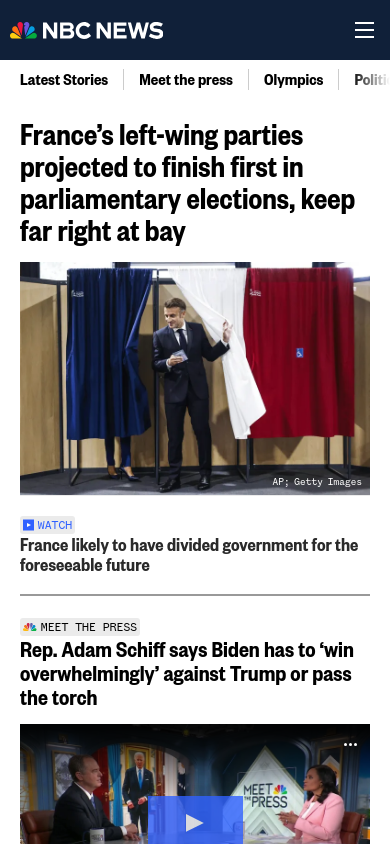 NBC NEWS
Latest Stories
Meet the press
Olympics
France’s left-wing parties
projected to finish first in
parliamentary elections, keep
far right at bay
AP; Getty Images
WATCH
France likely to have divided government for the
foreseeable future
MEET THE PRESS
Rep. Adam Schiff says Biden has to ‘win
overwhelmingly’ against Trump or pass
the torch
MEET
THE PRESS